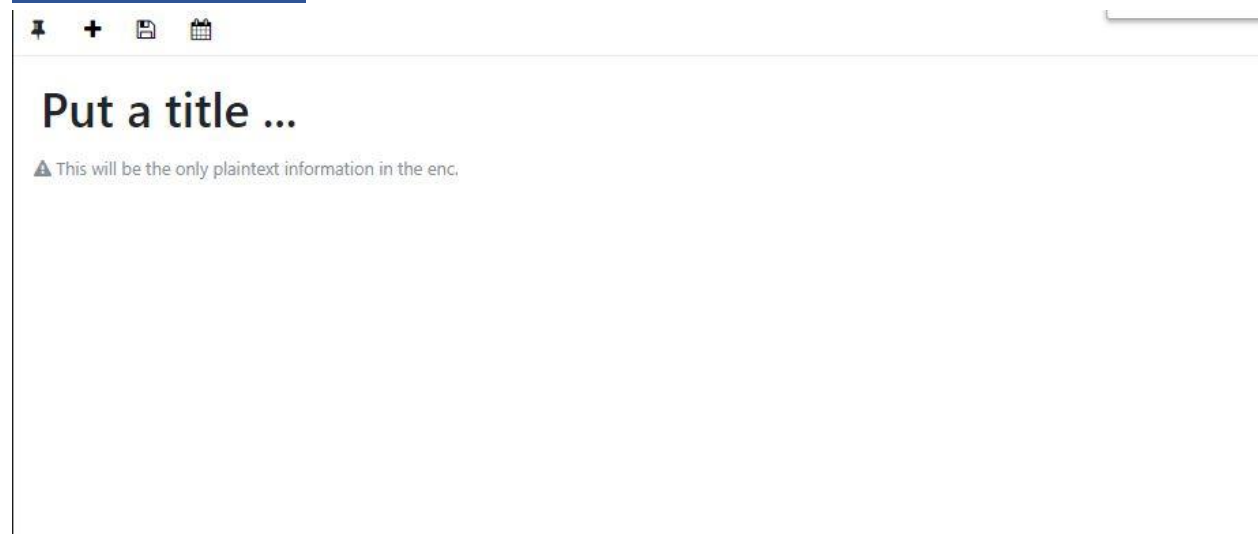 Put a title ...
This will be the only plaintext information in the enc.